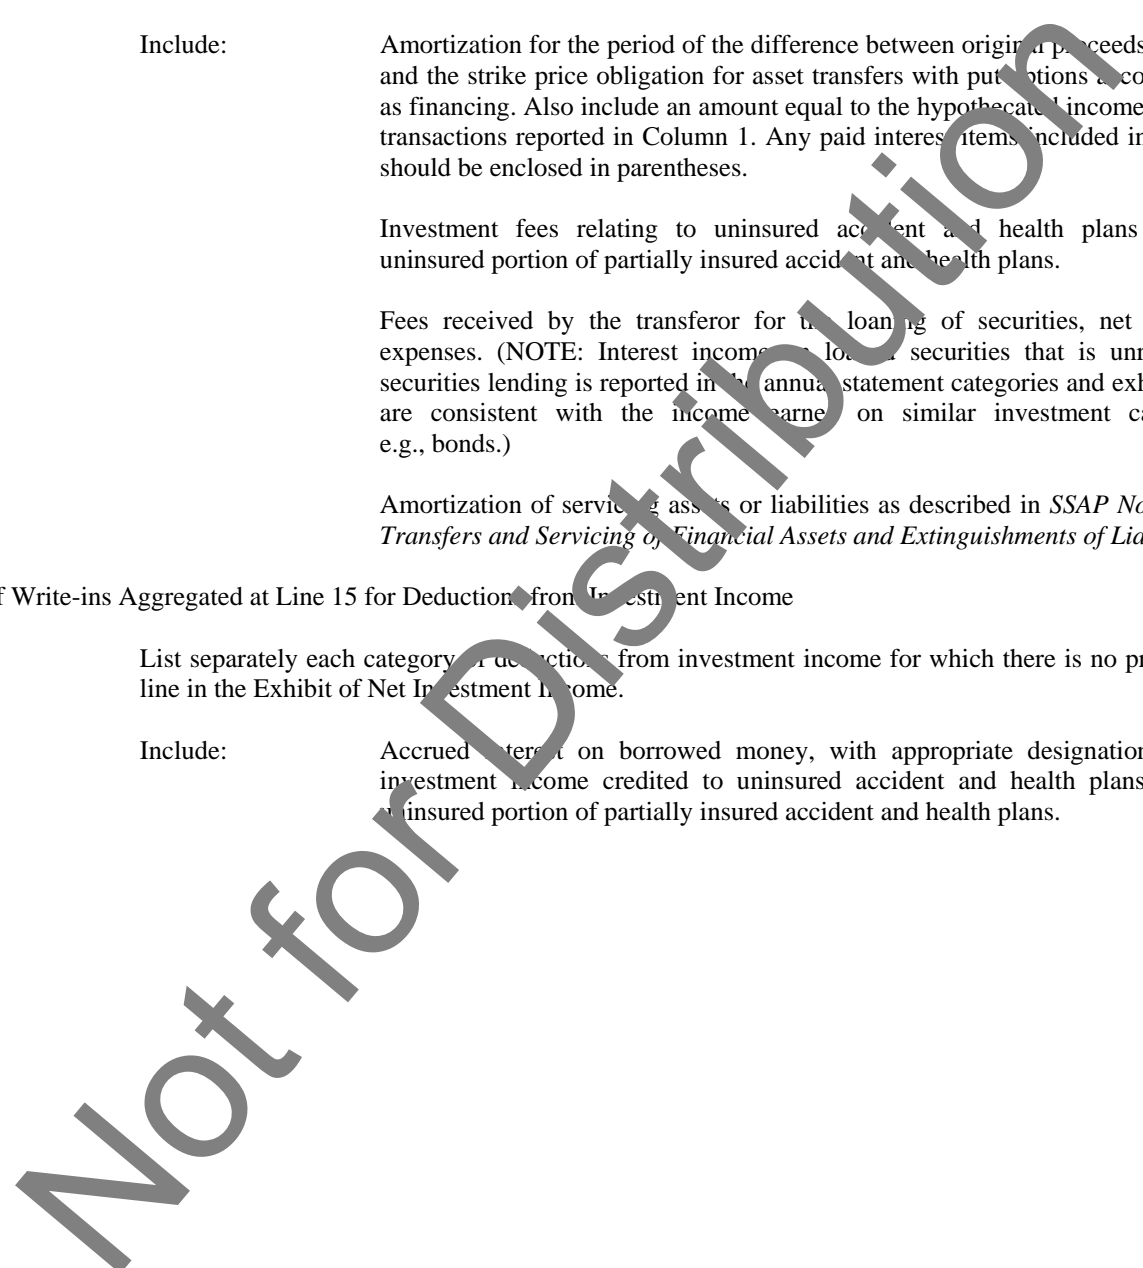 Include: Amortization for the period of the difference between original proceeds
and the strike price obligation for asset transfers with put options
as financing. Also include an amount equal to the hypothecated income
transactions reported in Column 1. Any paid interest items included in
should be enclosed in parentheses.
Investment fees relating to uninsured accident and health plans
uninsured portion of partially insured accident and health plans.
Fees received by the transferor for the loaning of securities, net
expenses. (NOTE: Interest income on loaned securities that is
securities lending is reported in the annual statement categories and
are consistent with the income earned on similar investment
e.g., bonds.)
Amortization of servicing assets or liabilities as described in SSAP
Transfers and Servicing of Financial Assets and Extinguishments of
Write-ins Aggregated at Line 15 for Deductions from Investment Income
List separately each category of deductions from investment income for which there is no
line in the Exhibit of Net Investment Income.
Include: Accrued interest on borrowed money, with appropriate designation
investment income credited to uninsured accident and health plans
uninsured portion of partially insured accident and health plans.
Not for Distribution